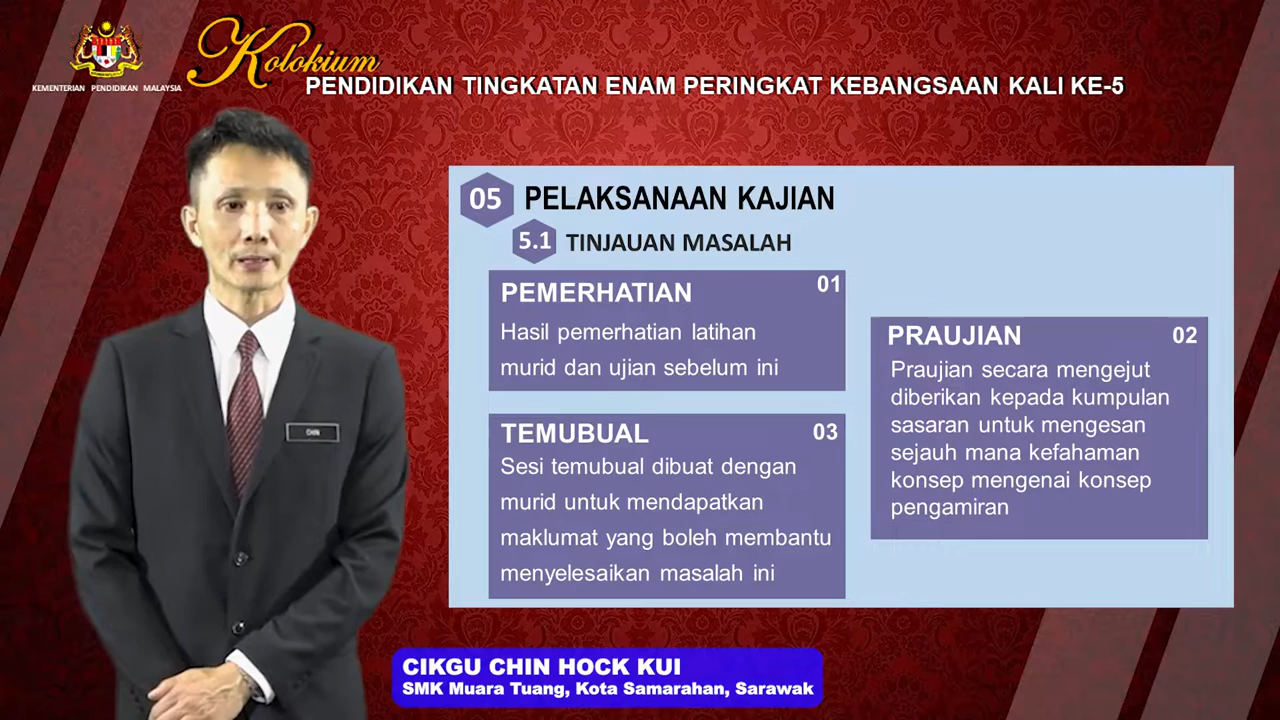 Kolokium
KEMENTERIAN PENDIDIKAN MALAYSIA
PENDIDIKAN TINGKATAN ENAM PERINGKAT KEBANGSAAN KALI KE-5
05 PELAKSANAAN KAJIAN
5.1 TINJAUAN MASALAH
PEMERHATIAN 01
Hasil pemerhatian latihan
murid dan ujian sebelum ini
PRAUJIAN 02
Praujian secara mengejut
diberikan kepada kumpulan
sasaran untuk mengesan
sejauh mana kefahaman
konsep mengenai konsep
pengamiran
TEMUBUAL 03
Sesi temubual dibuat dengan
murid untuk mendapatkan
maklumat yang boleh membantu
menyelesaikan masalah ini
CHIN
CIKGU CHIN HOCK KUI
SMK Muara Tuang, Kota Samarahan, Sarawak